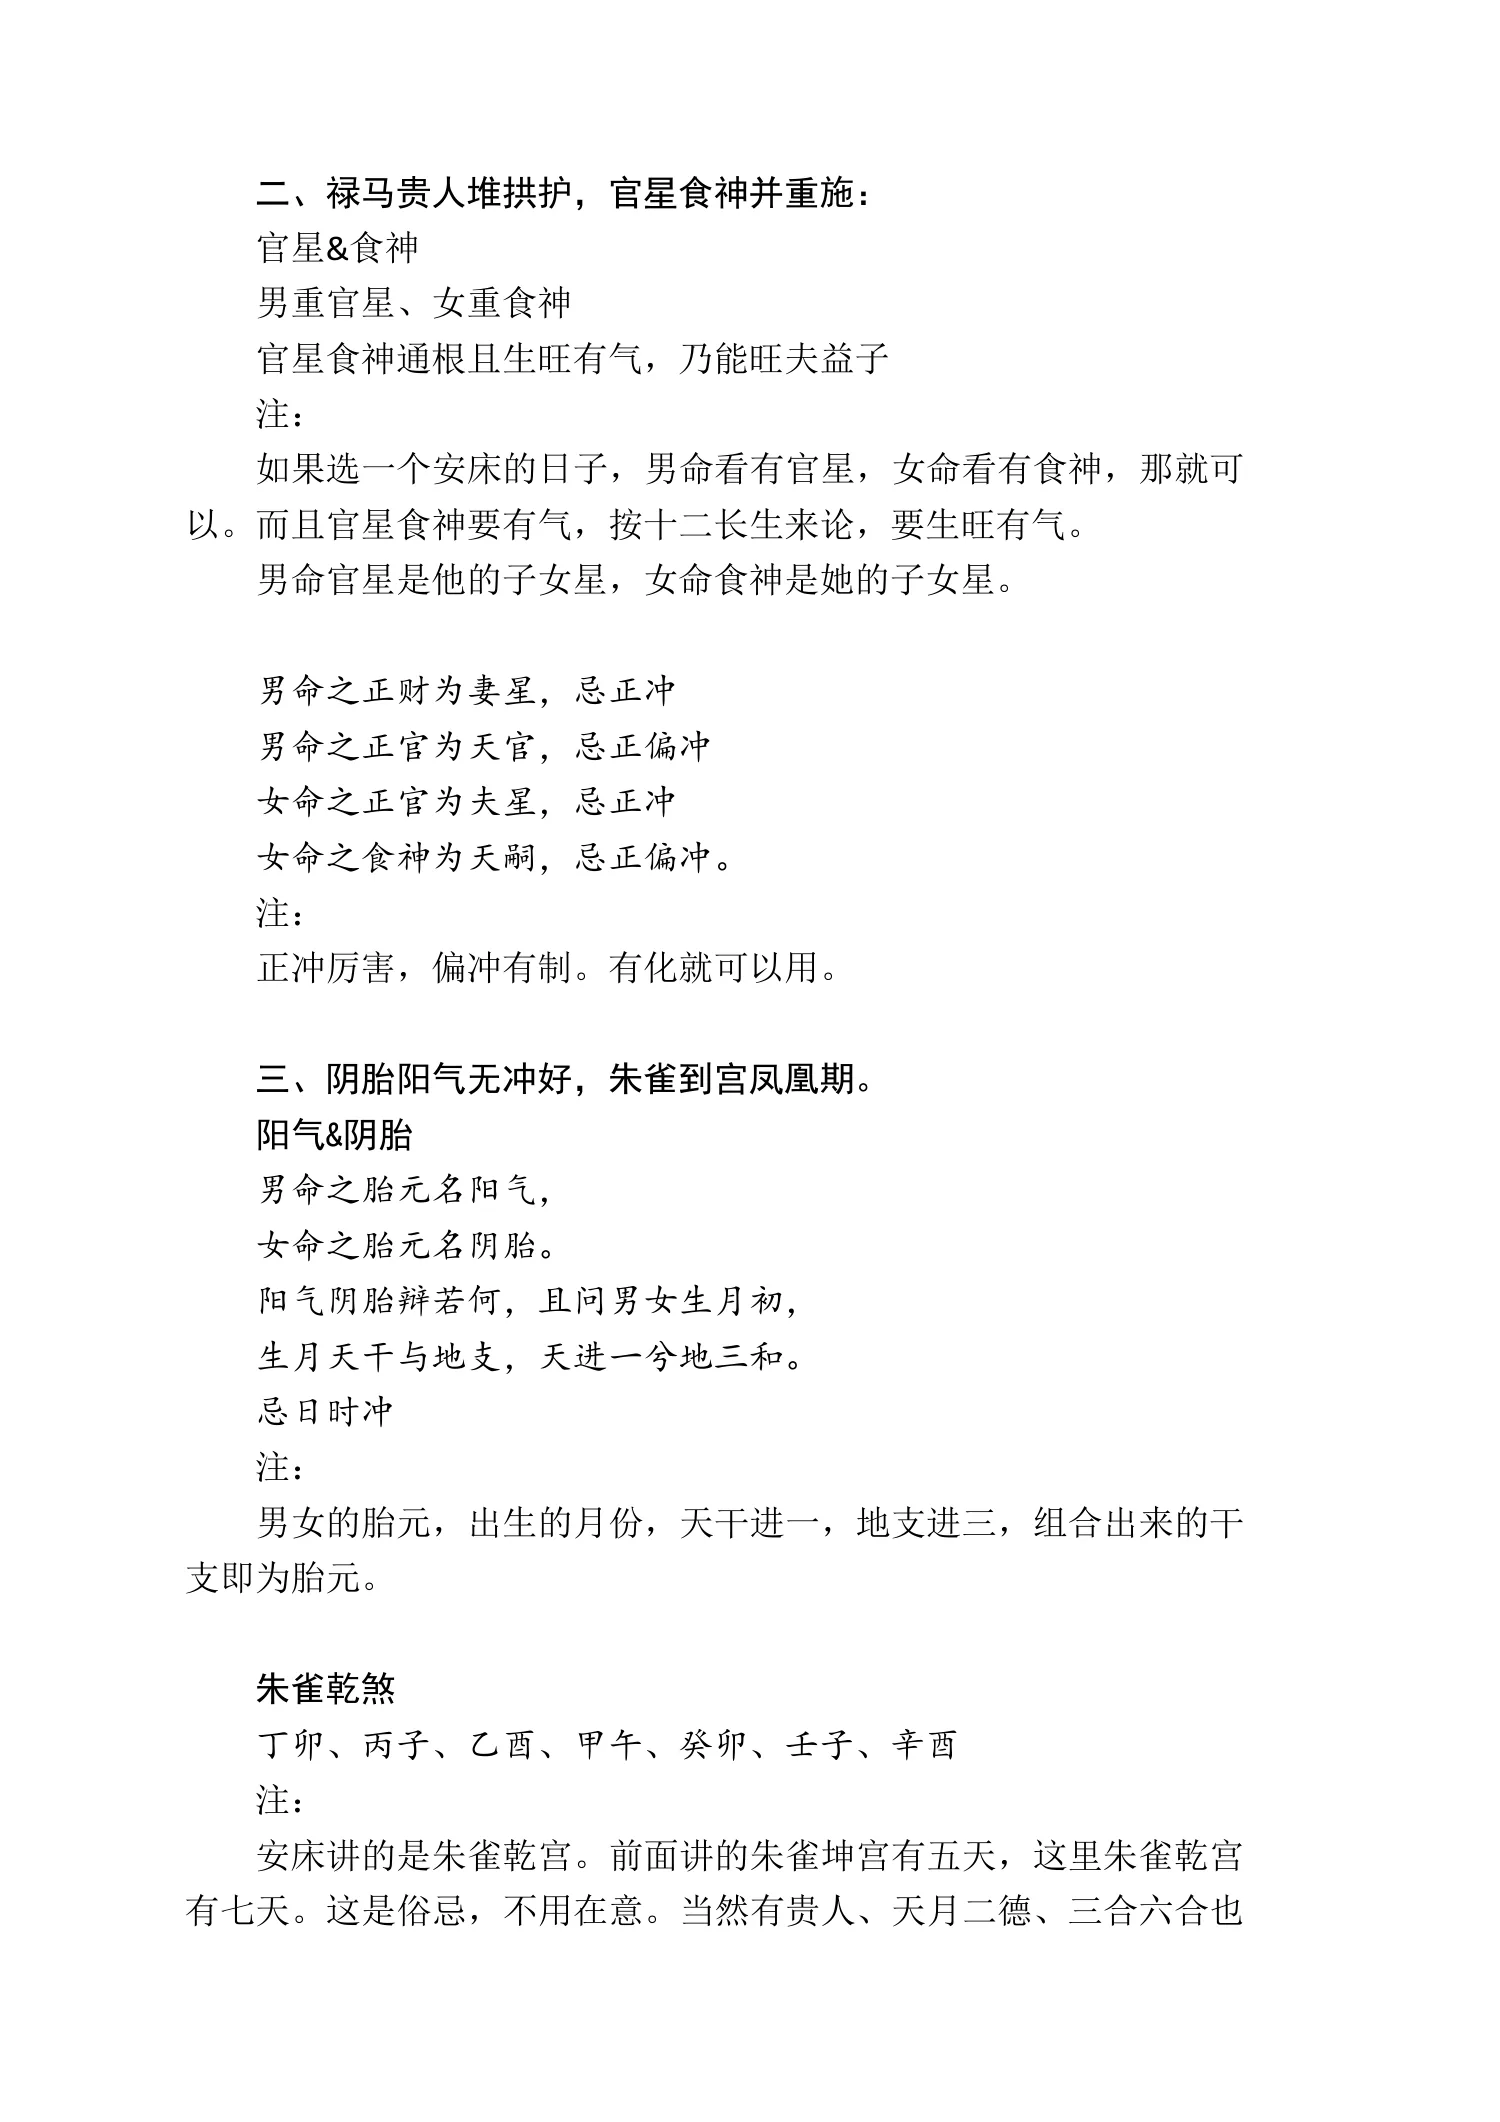 二、禄马贵人堆拱护，官星食神并重施：
官星&食神
男重官星、女重食神
官星食神通根且生旺有气，乃能旺夫益子
注：
如果选一个安床的日子，男命看有官星，女命看有食神，那就可
以。而且官星食神要有气，按十二长生来论，要生旺有气。
男命官星是他的子女星，女命食神是她的子女星。
男命之正财为妻星，忌正冲
男命之正官为天官，忌正偏冲
女命之正官为夫星，忌正冲
女命之食神为天嗣，忌正偏冲。
注：
正冲厉害，偏冲有制。有化就可以用。
三、阴胎阳气无冲好，朱雀到宫凤凰期。
阳气&阴胎
男命之胎元名阳气，
女命之胎元名阴胎。
阳气阴胎辩若何，且问男女生月初，
生月天干与地支，天进一兮地三和。
忌日时冲
注：
男女的胎元，出生的月份，天干进一，地支进三，组合出来的干
支即为胎元。
朱雀乾煞
丁卯、丙子、乙酉、甲午、癸卯、壬子、辛酉
注：
安床讲的是朱雀乾宫。前面讲的朱雀坤宫有五天，这里朱雀乾宫
有七天。这是俗忌，不用在意。当然有贵人、天月二德、三合六合也